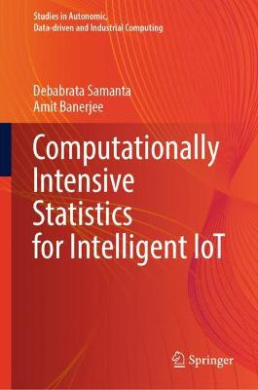 Studies in Autonomic,
Data-driven and Industrial Computing
Debabrata Samanta
Amit Banerjee
Computationally
Intensive
Statistics
for Intelligent IoT
Springer